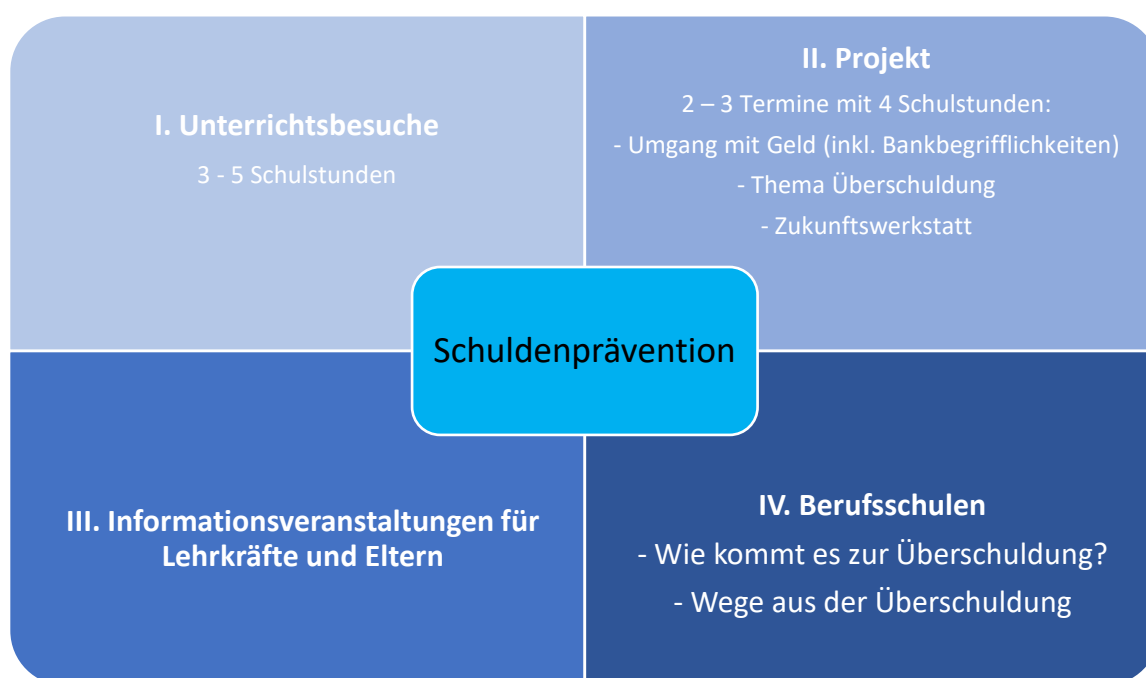 I. Unterrichtsbesuche
3 - 5 Schulstunden
II. Projekt
2 – 3 Termine mit 4 Schulstunden:
- Umgang mit Geld (inkl. Bankbegrifflichkeiten)
- Thema Überschuldung
- Zukunftswerkstatt
Schuldenprävention
III. Informationsveranstaltungen für
Lehrkräfte und Eltern
IV. Berufsschulen
- Wie kommt es zur Überschuldung?
- Wege aus der Überschuldung